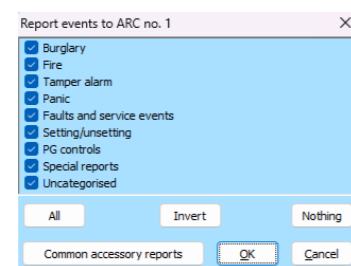 Report events to ARC no. 1
Burglary
Fire
Tamper alarm
Panic
Faults and service events
Setting/unsetting
PG controls
Special reports
Uncategorised
All Invert Nothing
Common accessory reports OK Cancel